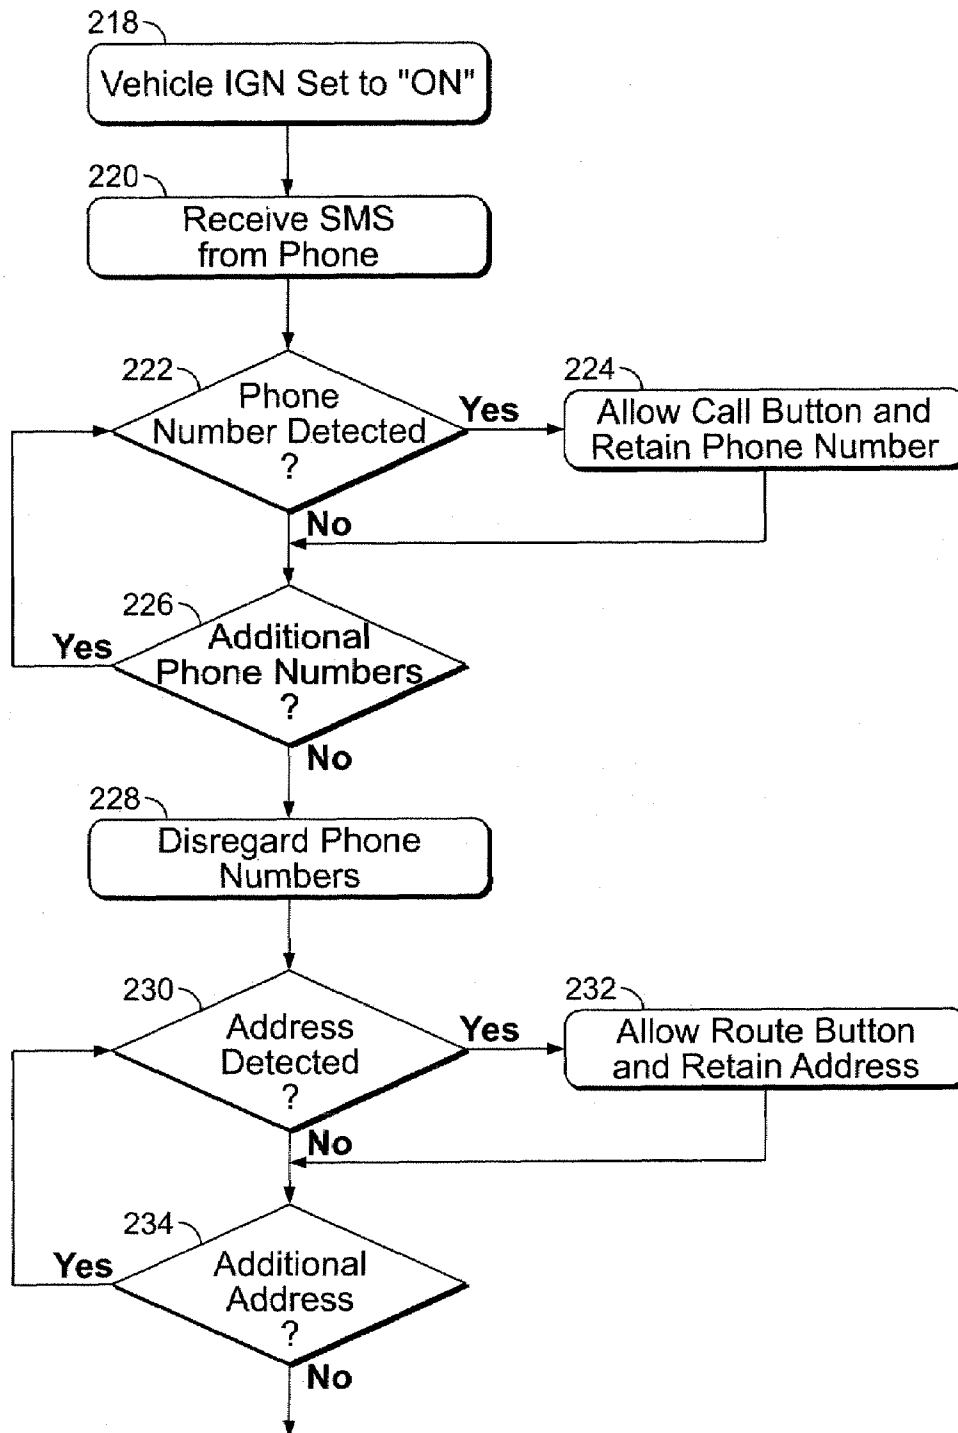 218
Vehicle IGN Set to "ON"
220
Receive SMS
from Phone
222
Phone
Number Detected
?
Yes
224
Allow Call Button and
Retain Phone Number
No
226
Additional
Phone Numbers
?
Yes
No
228
Disregard Phone
Numbers
230
Address
Detected
?
Yes
232
Allow Route Button
and Retain Address
No
234
Additional
Address
?
Yes
No